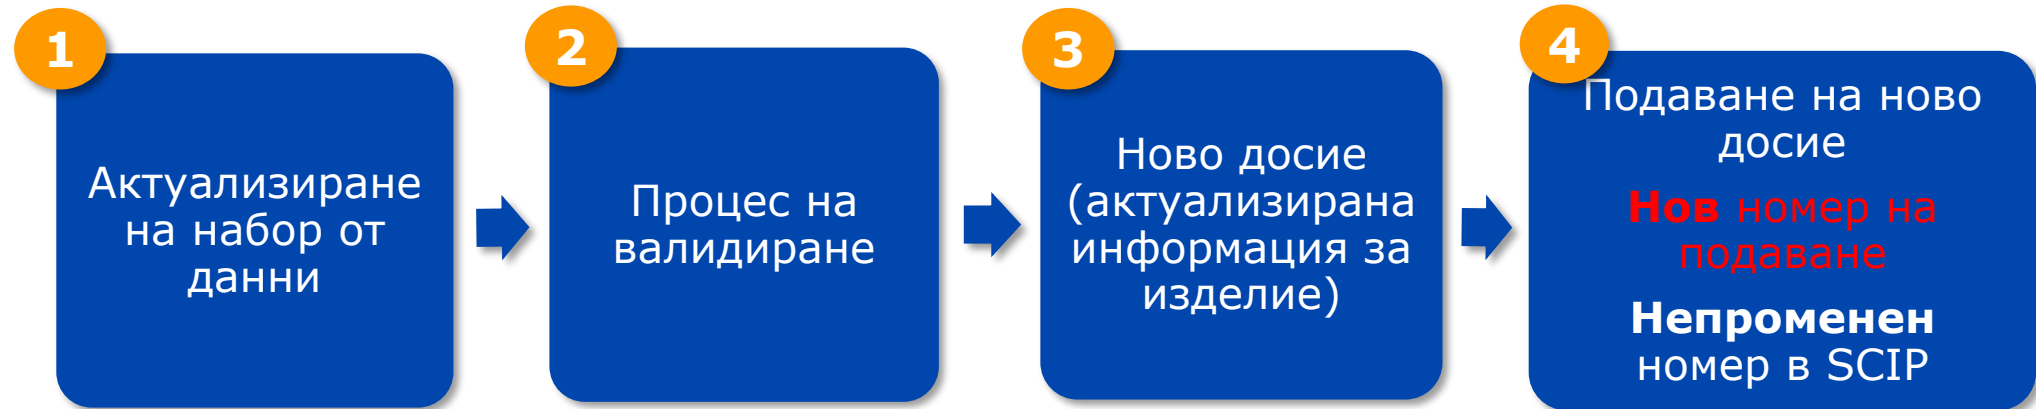 1
Актуализиране
на набор от
данни
2
Процес на
валидиране
3
Ново досие
(актуализирана
информация за
изделие)
4
Подаване на ново
досие
Нов номер на
подаване
Непроменен
номер в SCIP